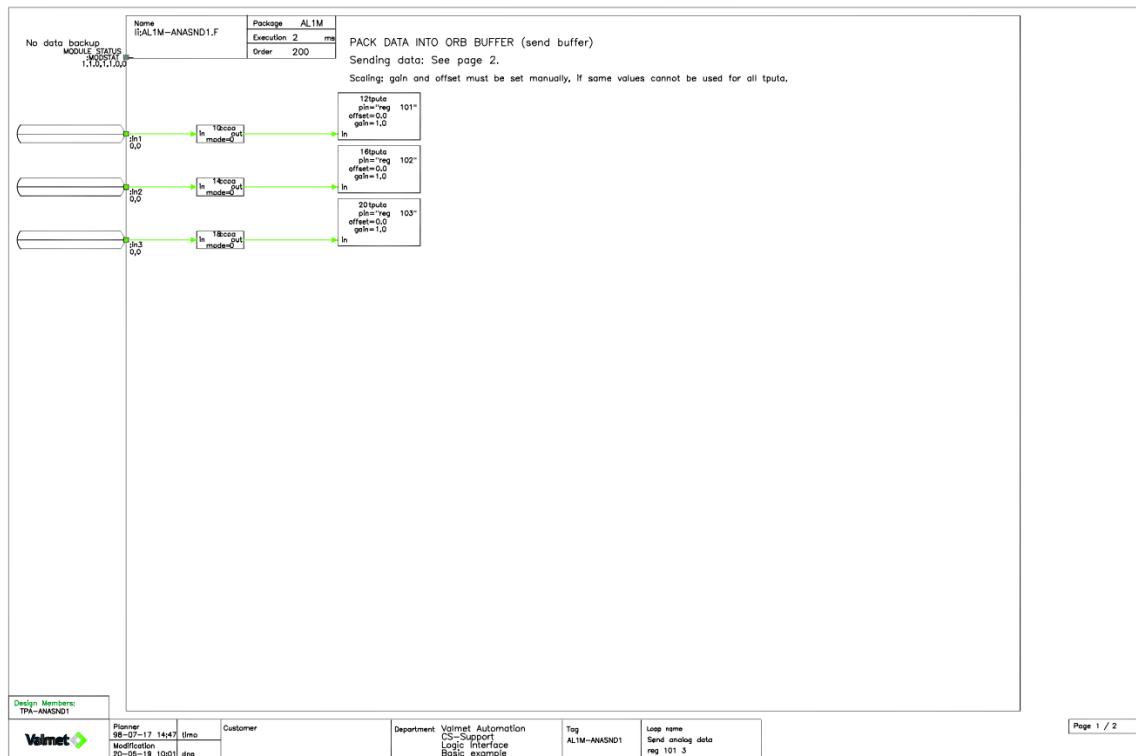 Name
li:AL1M-ANASND1.F
Package AL1M
Execution 2 ms
Order 200
No data backup
MODULE STATUS
:MODSTAT
1,1,0,1,1,0,0
PACK DATA INTO ORB BUFFER (send buffer)
Sending data: See page 2.
Scaling: gain and offset must be set manually, if same values cannot be used for all tputa.
:in1
0,0
in out
mode=0
12 tputa
pin="reg 101"
offset=0.0
gain=1.0
in
:in2
0,0
in out
mode=0
16 tputa
pin="reg 102"
offset=0.0
gain=1.0
in
:in3
0,0
in out
mode=0
20 tputa
pin="reg 103"
offset=0.0
gain=1.0
in
Design Members:
TPA-ANASND1
Valmet
Planner
98-07-17 14:47 timo
Modification
20-05-19 10:01
Customer
Department Valmet Automation
CS-Support
Logic Interface
Basic example
Tag
AL1M-ANASND1
Loop name
Send analog data
reg 101 3
Page 1 / 2